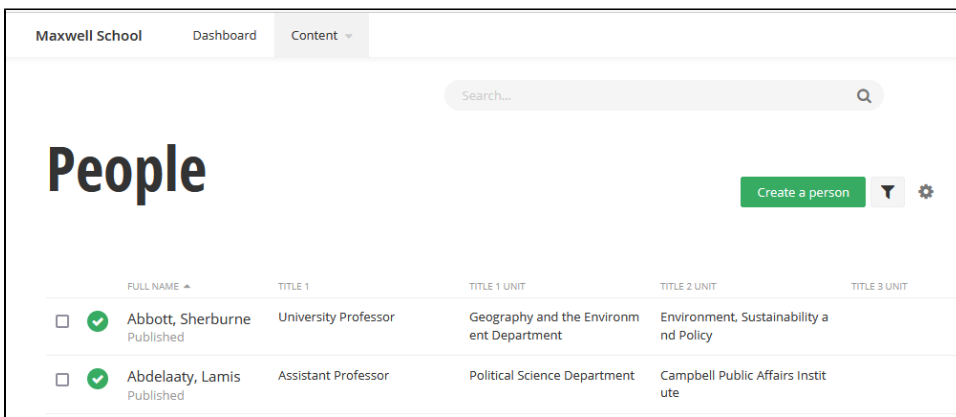 Maxwell School Dashboard Content
Search...
People
Create a person
FULL NAME TITLE 1 TITLE 1 UNIT TITLE 2 UNIT TITLE 3 UNIT
Abbott, Sherburne University Professor Geography and the Environm Environment, Sustainability a
Published ent Department nd Policy
Abdelaaty, Lamis Assistant Professor Political Science Department Campbell Public Affairs Instit
Published ute